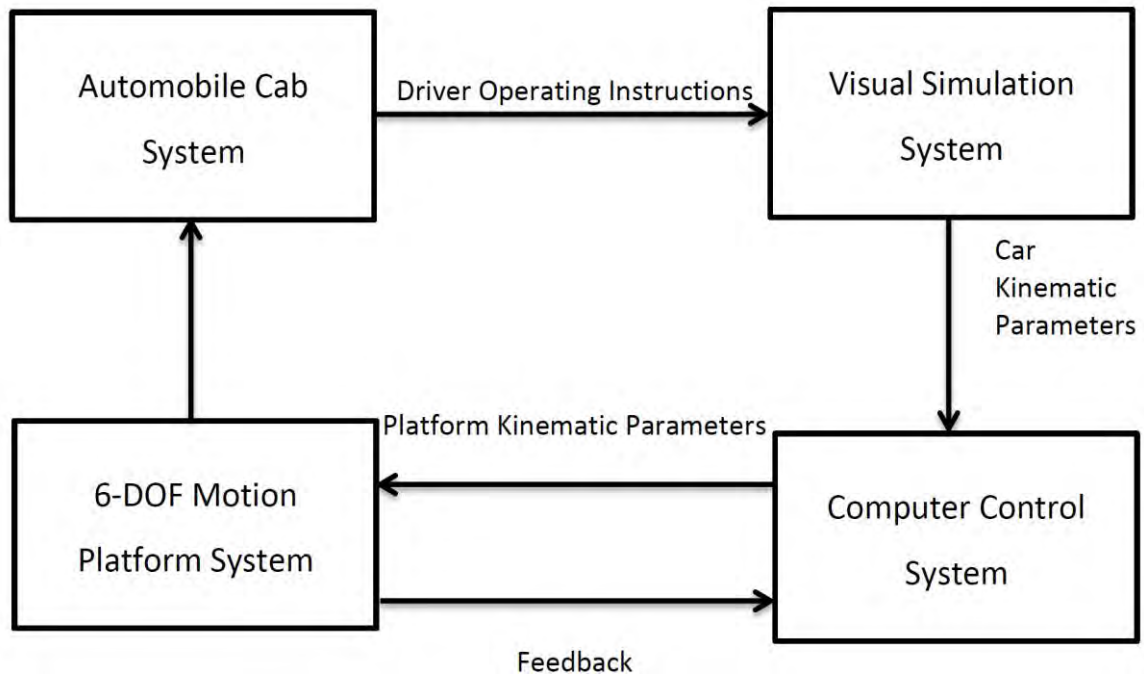 Automobile Cab
System
Driver Operating Instructions
Visual Simulation
System
Car
Kinematic
Parameters
Platform Kinematic Parameters
6-DOF Motion
Platform System
Computer Control
System
Feedback